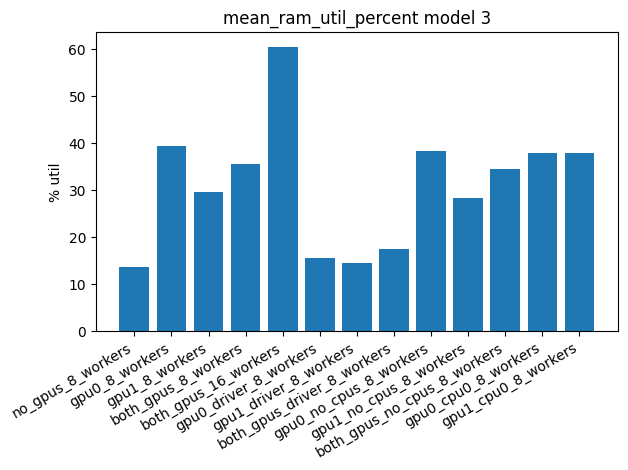 mean_ram_util_percent model 3
% util
60
50
40
30
20
10
0
no_gpus_8_workers
gpu0_8_workers
gpu1_8_workers
both_gpus_8_workers
both_gpus_16_workers
gpu0_driver_8_workers
gpu1_driver_8_workers
both_gpus_driver_8_workers
gpu0_no_cpus_8_workers
gpu1_no_cpus_8_workers
both_gpus_no_cpus_8_workers
gpu0_cpu0_8_workers
gpu1_cpu0_8_workers